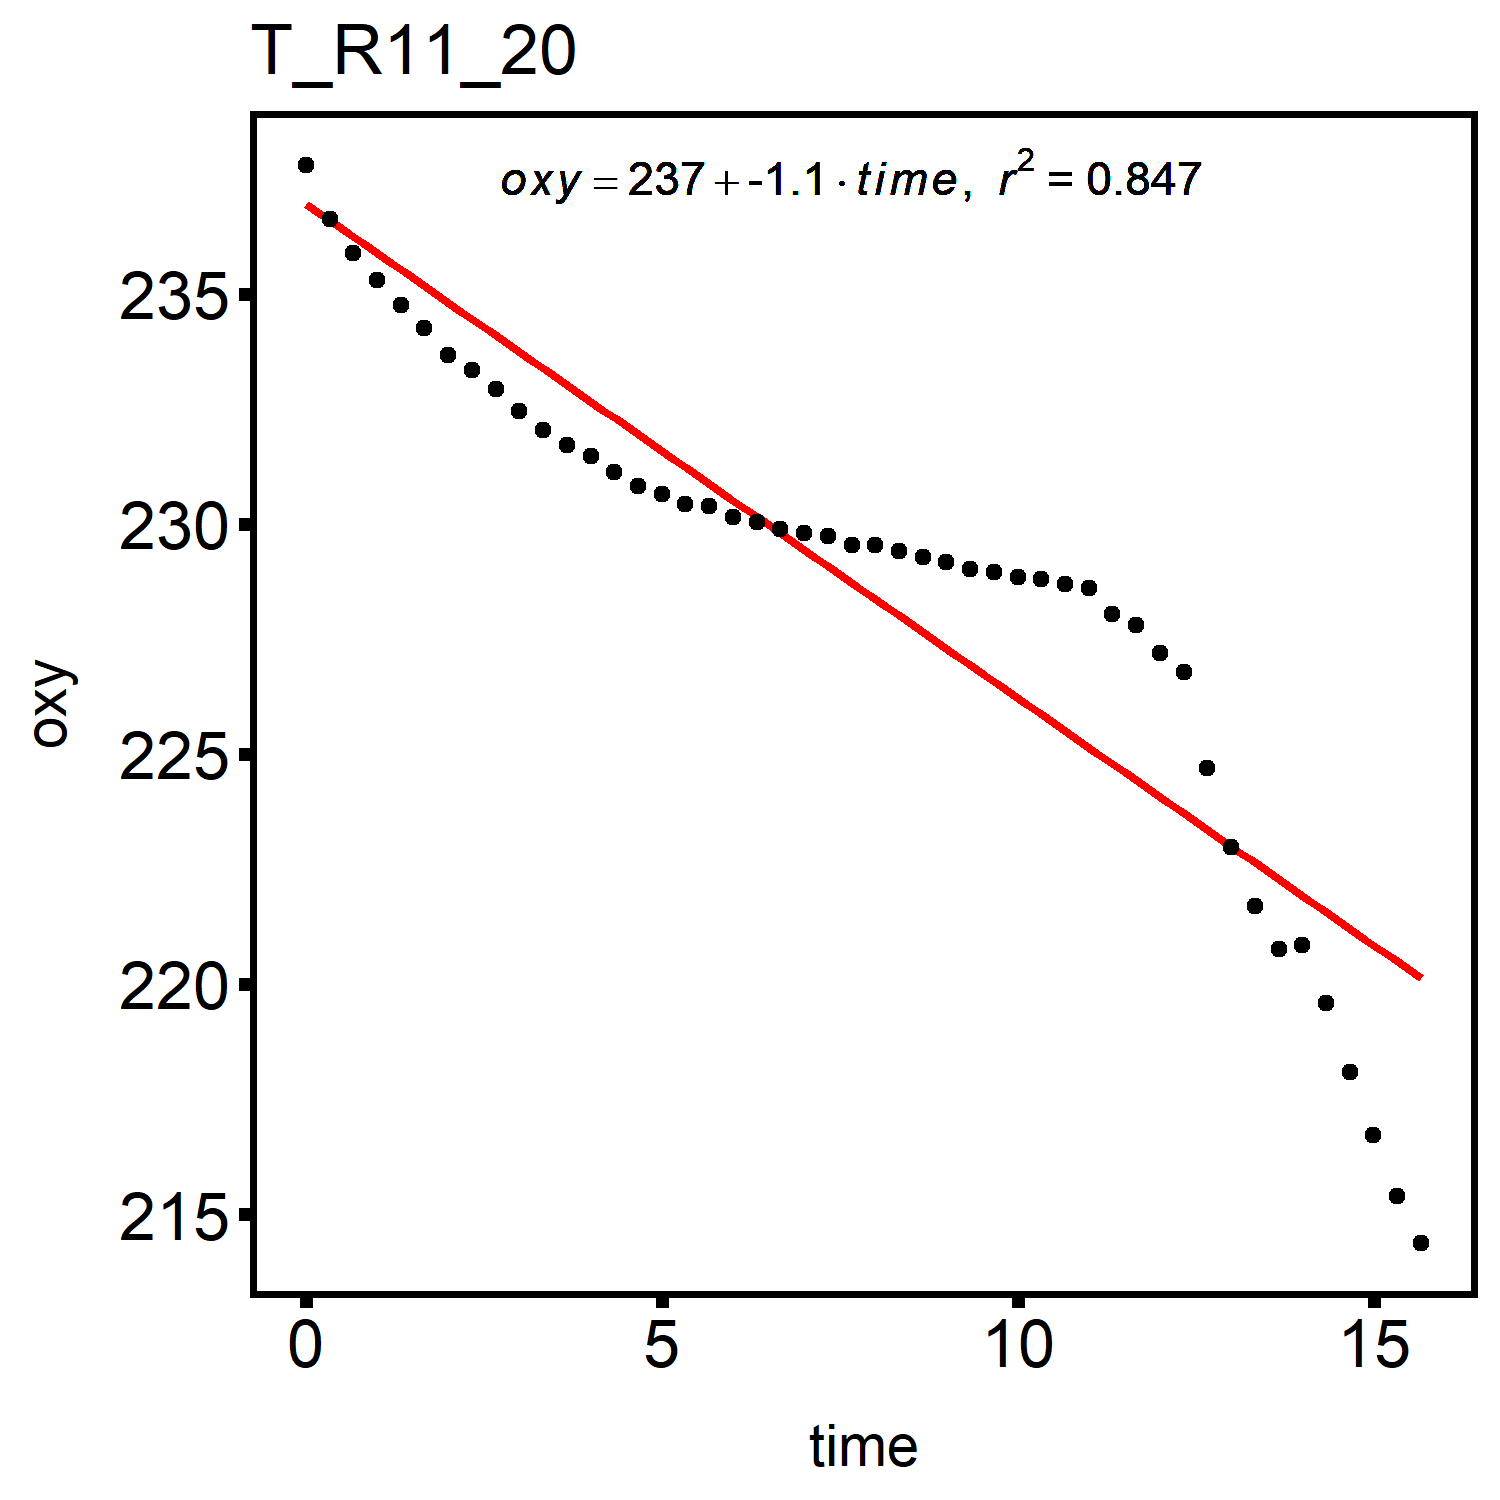 T_R11_20
oxy = 237 + -1.1 · time, r² = 0.847
235
230
225
220
215
oxy
0 5 10 15
time